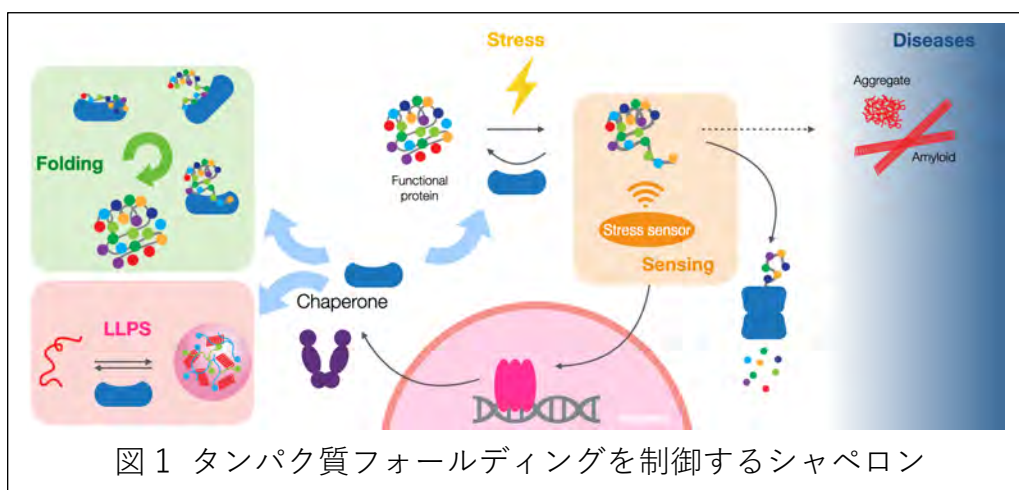 Stress
Diseases
Aggregate
Amyloid
Folding
Functional
protein
Stress sensor
Sensing
Chaperone
LLPS
図1 タンパク質フォールディングを制御するシャペロン